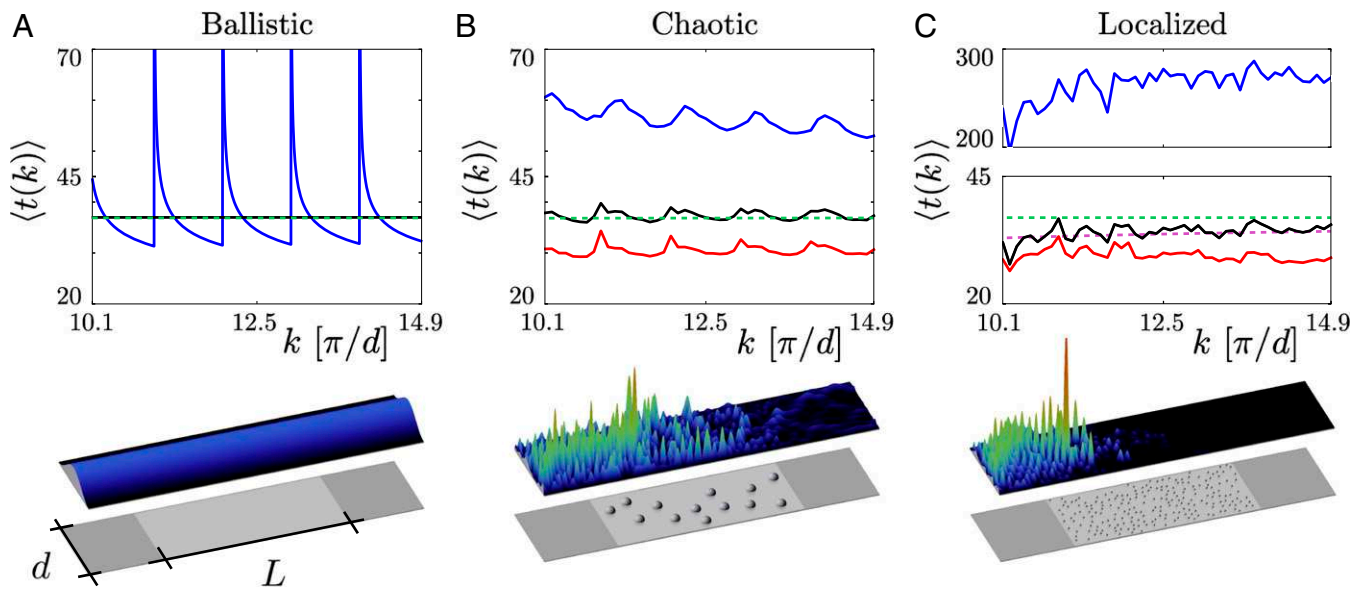 A Ballistic
70
45
20
⟨t(k)⟩
10.1 12.5 14.9
k [π/d]
d
L
B Chaotic
70
45
20
⟨t(k)⟩
10.1 12.5 14.9
k [π/d]
C Localized
300
200
45
20
⟨t(k)⟩
10.1 12.5 14.9
k [π/d]